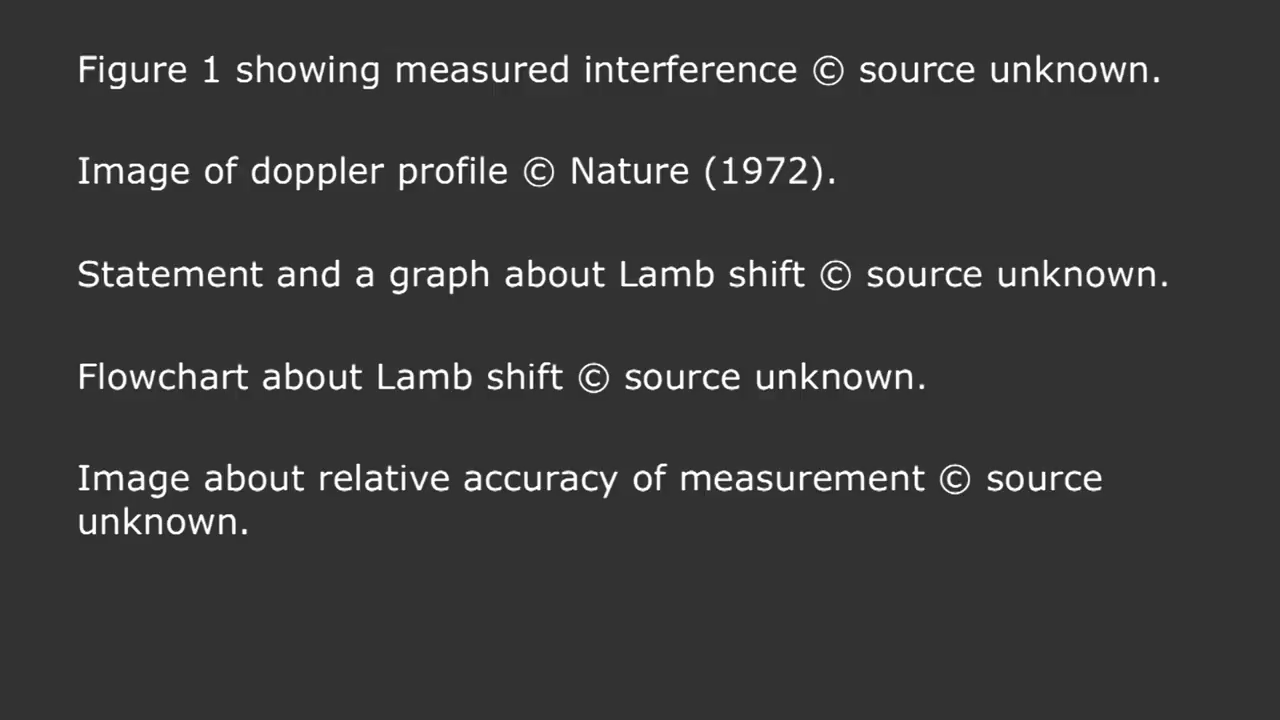 Figure 1 showing measured interference © source unknown.
Image of doppler profile © Nature (1972).
Statement and a graph about Lamb shift © source unknown.
Flowchart about Lamb shift © source unknown.
Image about relative accuracy of measurement © source
unknown.